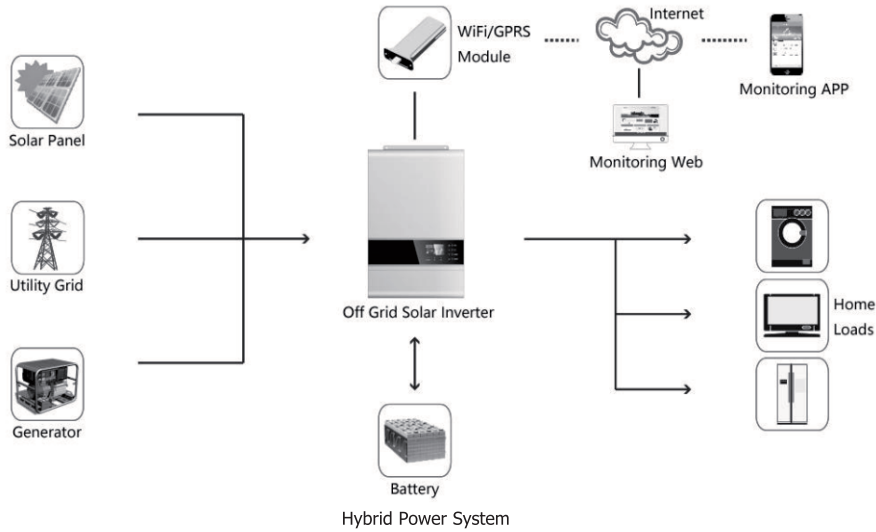 Internet
WiFi/GPRS
Module
Monitoring APP
Solar Panel
Monitoring Web
Utility Grid
Off Grid Solar Inverter
Home
Loads
Generator
Battery
Hybrid Power System